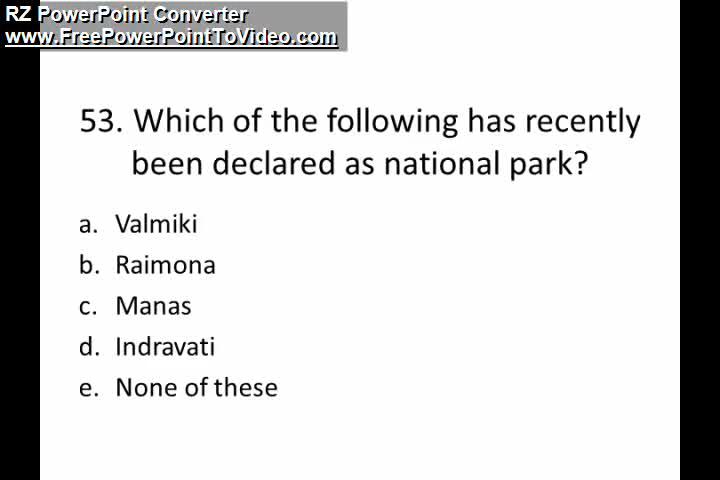 RZ PowerPoint Converter
www.FreePowerPointToVideo.com
53. Which of the following has recently
been declared as national park?
a. Valmiki
b. Raimona
c. Manas
d. Indravati
e. None of these